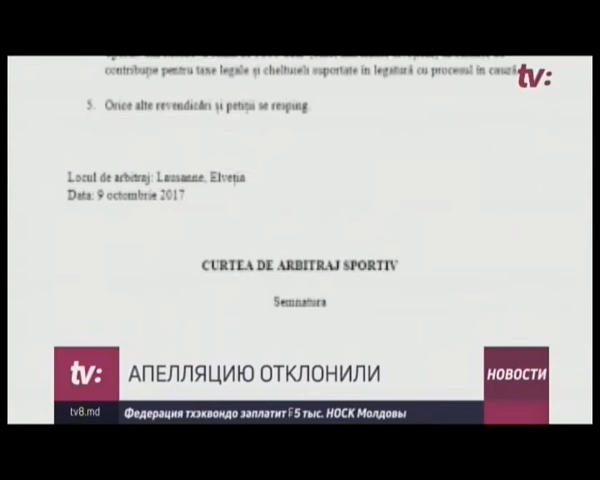 contribuție pentru taxe legale și cheltuieli suportate în legatură cu procesul în cauză
tv:
5. Orice alte revendicări și petiții se resping.
Locul de arbitraj: Lausanne, Elveția
Data: 9 octombrie 2017
CURTEA DE ARBITRAJ SPORTIV
Semnatura
tv:
АПЕЛЛЯЦИЮ ОТКЛОНИЛИ
НОВОСТИ
tv8.md
Федерация тхэквондо заплатит 5 тыс. НОСК Молдовы